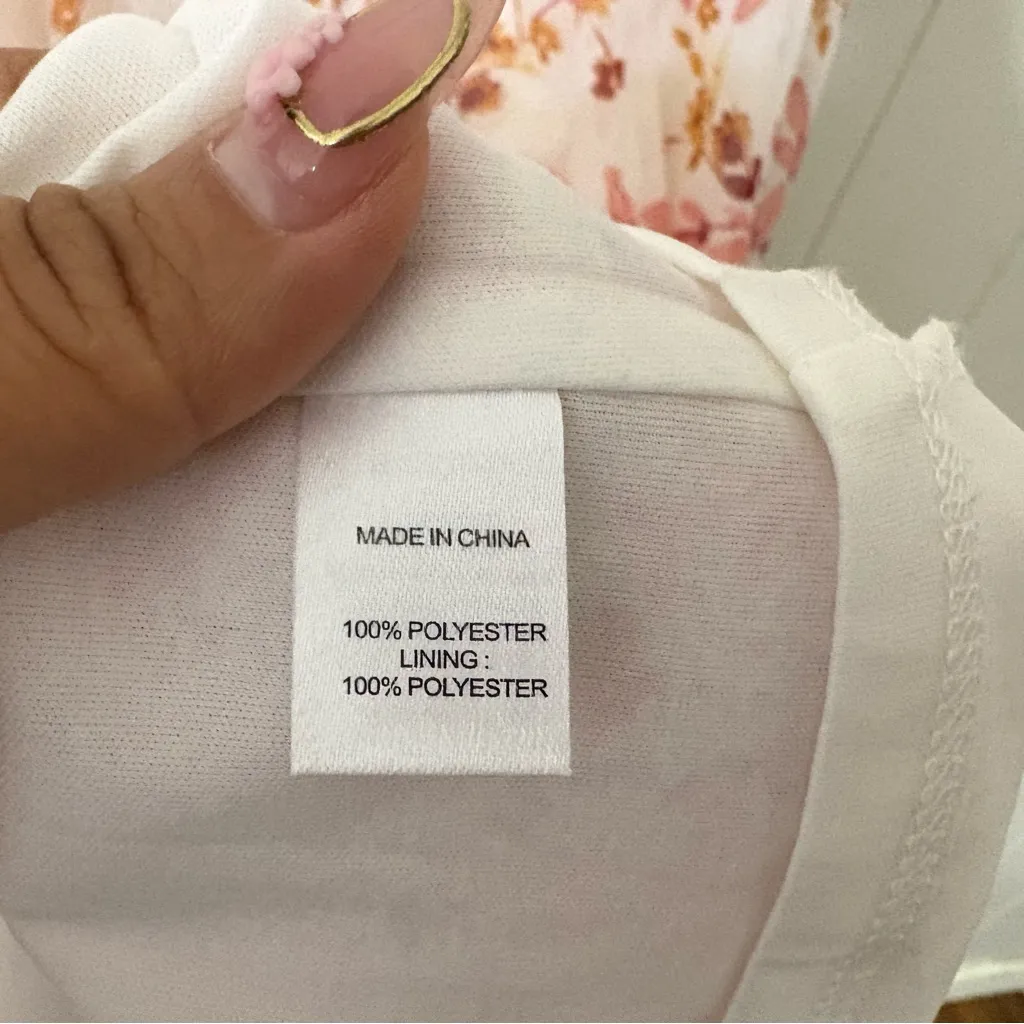 MADE IN CHINA
100% POLYESTER
LINING :
100% POLYESTER